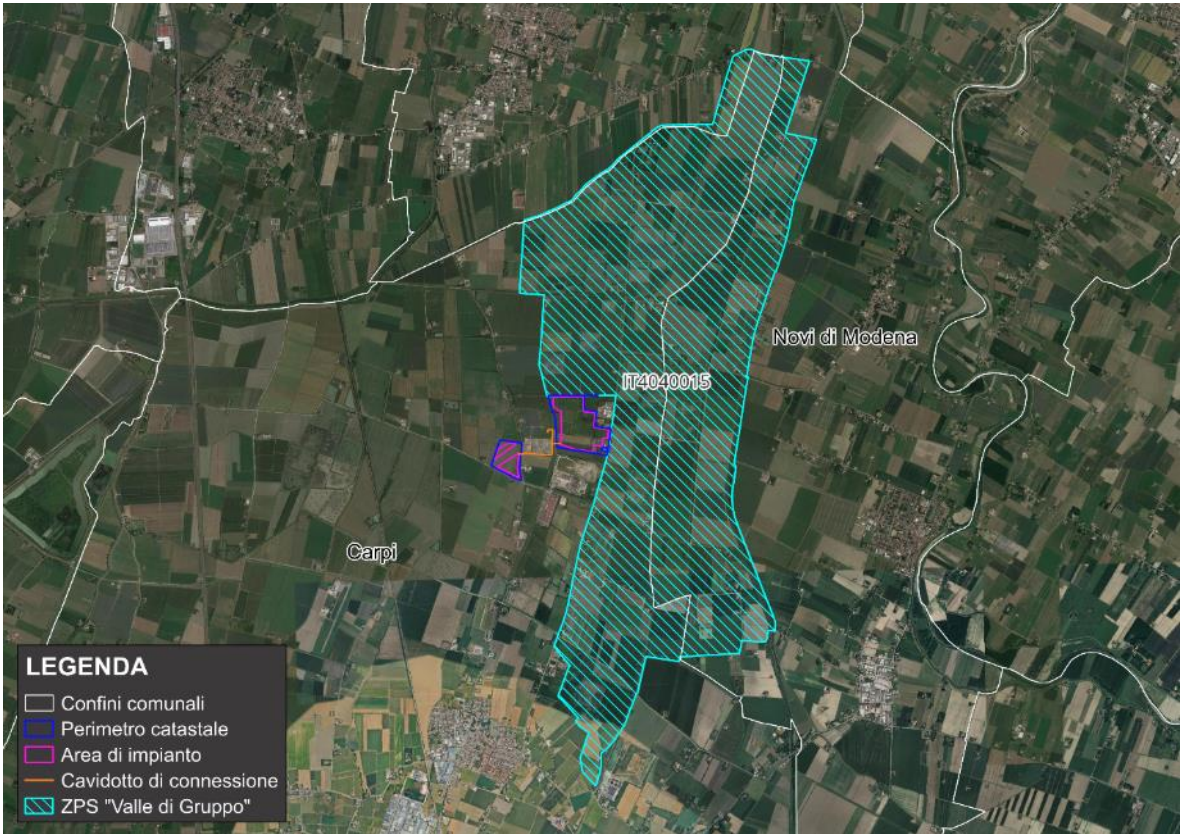 Novi di Modena
IT4040015
Carpi
LEGENDA
Confini comunali
Perimetro catastale
Area di impianto
Cavidotto di connessione
ZPS "Valle di Gruppo"